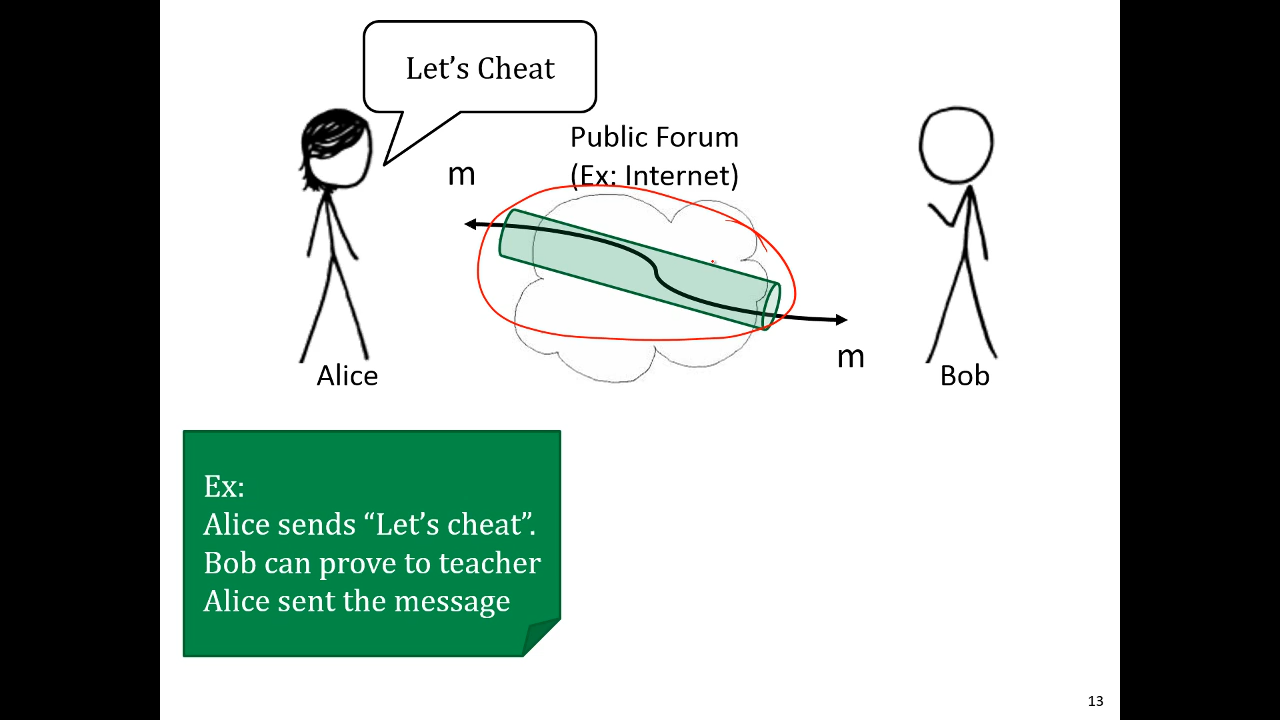 Let’s Cheat
Public Forum
(Ex: Internet)
m
m
Alice
Bob
Ex:
Alice sends “Let’s cheat”.
Bob can prove to teacher
Alice sent the message
13